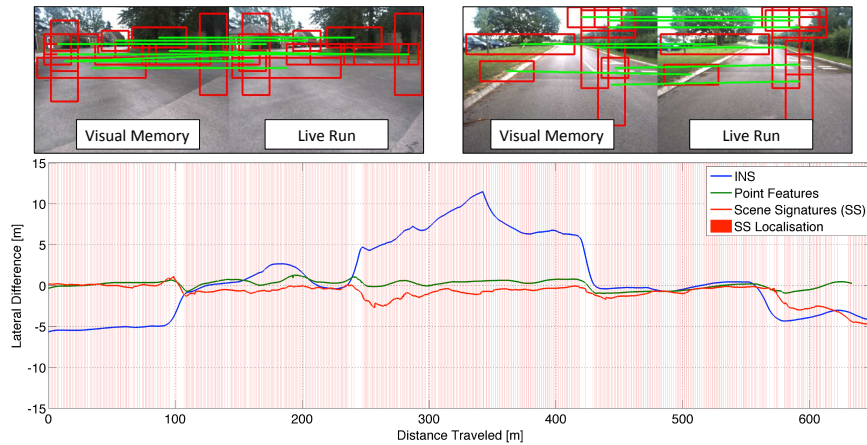 Visual Memory
Live Run
Visual Memory
Live Run
15
10
5
0
-5
-10
-15
Lateral Difference [m]
INS
Point Features
Scene Signatures (SS)
SS Localisation
0
100
200
300
400
500
600
Distance Traveled [m]